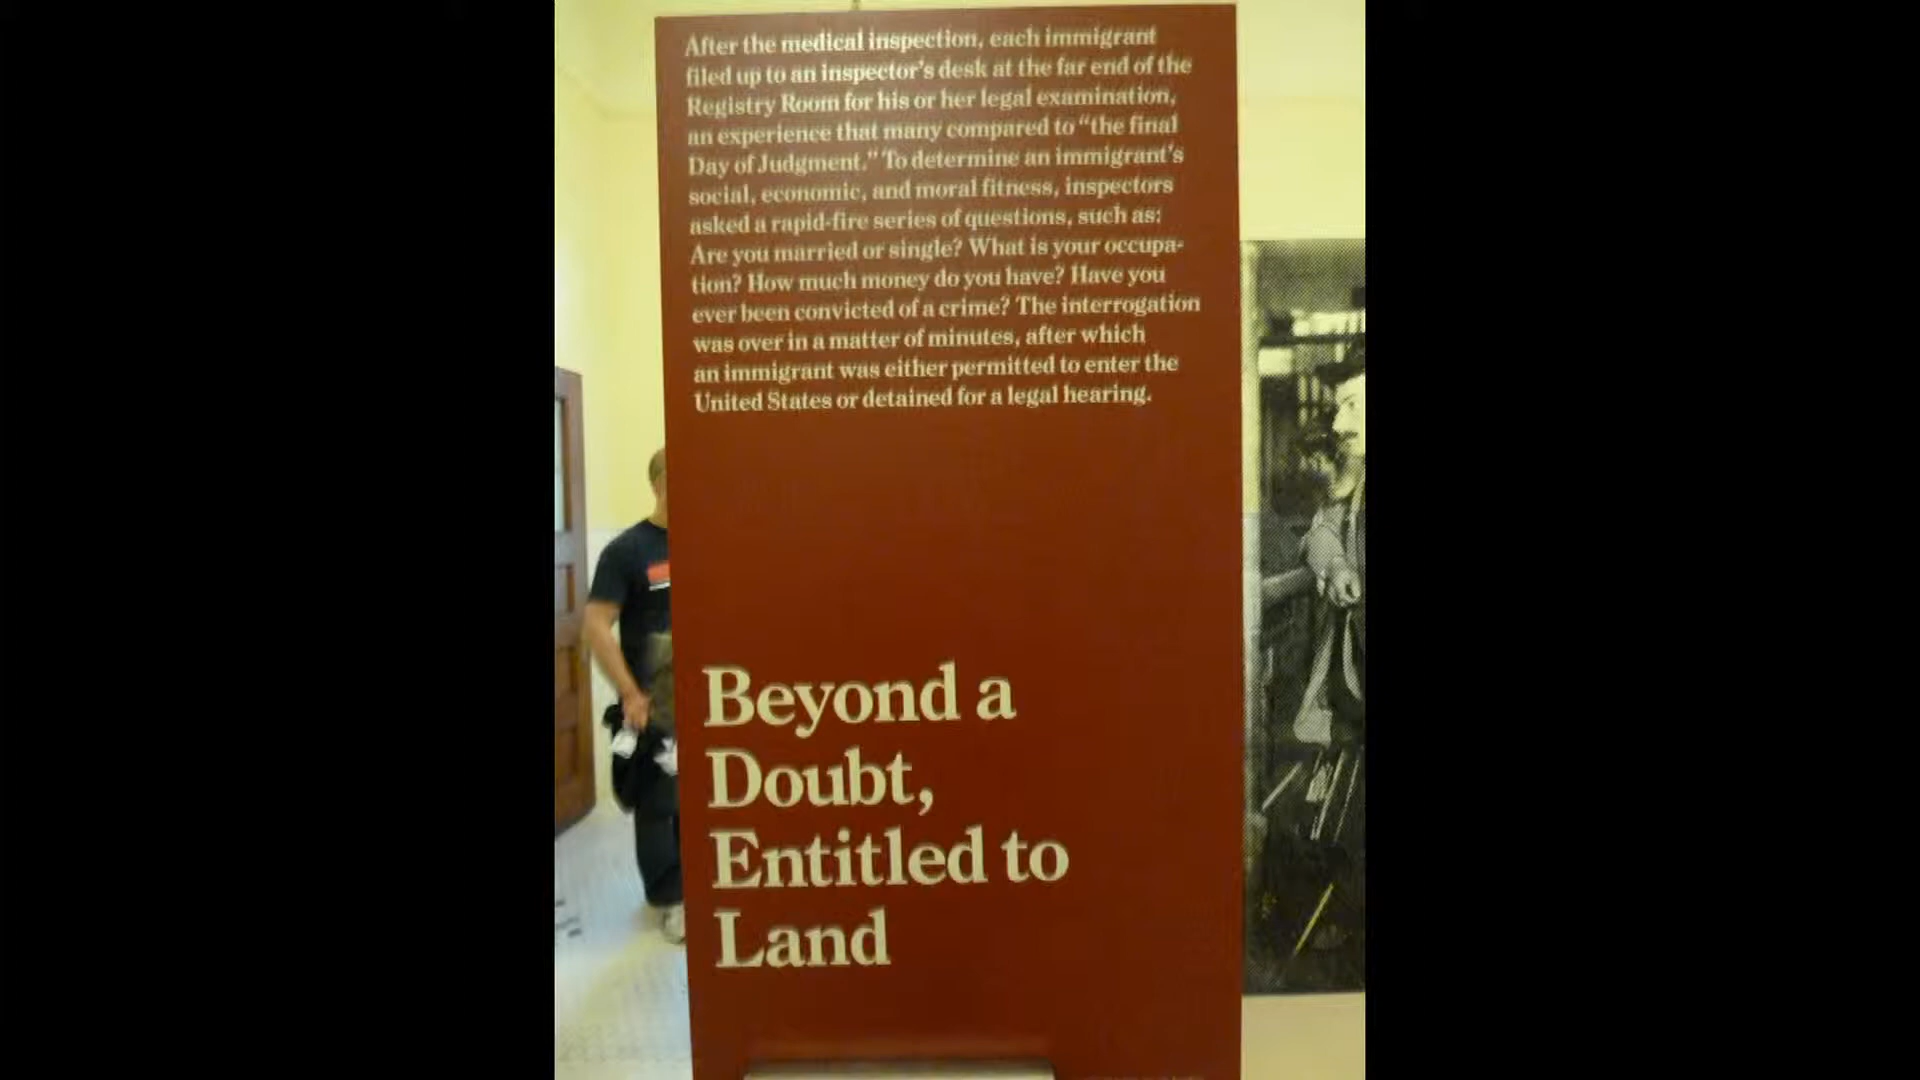 After the medical inspection, each immigrant
filed up to an inspector's desk at the far end of the
Registry Room for his or her legal examination,
an experience that many compared to “the final
Day of Judgment.” To determine an immigrant's
social, economic, and moral fitness, inspectors
asked a rapid-fire series of questions, such as:
Are you married or single? What is your occupa-
tion? How much money do you have? Have you
ever been convicted of a crime? The interrogation
was over in a matter of minutes, after which
an immigrant was either permitted to enter the
United States or detained for a legal hearing.
Beyond a
Doubt,
Entitled to
Land